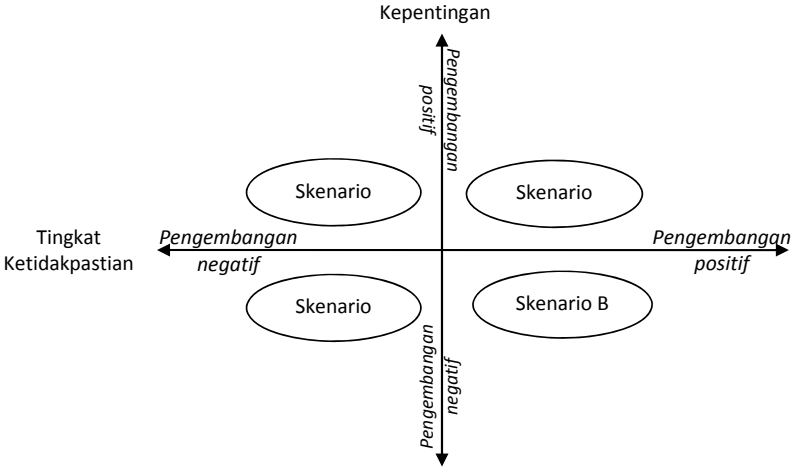 Kepentingan
Pengembangan
positif
Skenario
Skenario
Tingkat
Ketidakpastian
Pengembangan
negatif
Pengembangan
positif
Skenario
Skenario B
Pengembangan
negatif